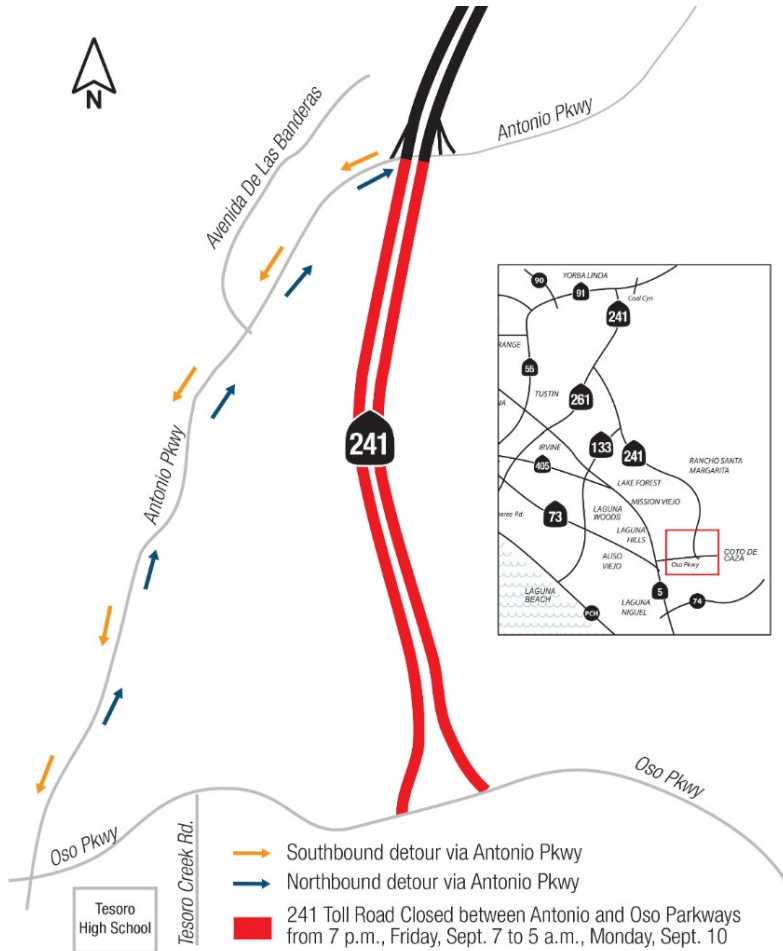 N
Avenida De Las Banderas
Antonio Pkwy
Antonio Pkwy
241
Oso Pkwy
Oso Pkwy
Tesoro Creek Rd.
Tesoro
High School
Southbound detour via Antonio Pkwy
Northbound detour via Antonio Pkwy
241 Toll Road Closed between Antonio and Oso Parkways
from 7 p.m., Friday, Sept. 7 to 5 a.m., Monday, Sept. 10
YORBA LINDA
90
91
Coal Cyn
241
RANGE
55
TUSTIN
261
NA
IRVINE
133
241
405
RANCHO SANTA
MARGARITA
LAKE FOREST
MISSION VIEJO
73
LAGUNA
WOODS
LAGUNA
HILLS
ALISO
VIEJO
COTO DE
CAZA
Oso Pkwy
LAGUNA
BEACH
5
74
PCH
LAGUNA
NIGUEL